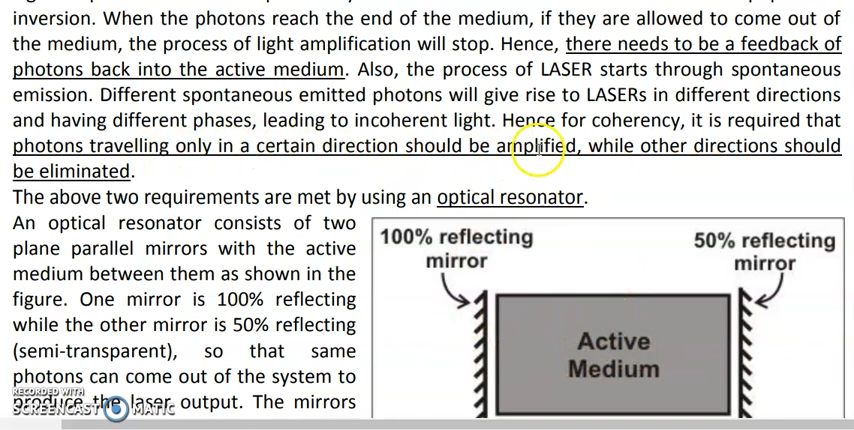 inversion. When the photons reach the end of the medium, if they are allowed to come out of
the medium, the process of light amplification will stop. Hence, there needs to be a feedback of
photons back into the active medium. Also, the process of LASER starts through spontaneous
emission. Different spontaneous emitted photons will give rise to LASERs in different directions
and having different phases, leading to incoherent light. Hence for coherency, it is required that
photons travelling only in a certain direction should be amplified, while other directions should
be eliminated.
The above two requirements are met by using an optical resonator.
An optical resonator consists of two
plane parallel mirrors with the active
medium between them as shown in the
figure. One mirror is 100% reflecting
while the other mirror is 50% reflecting
(semi-transparent), so that same
photons can come out of the system to
produce the laser output. The mirrors
100% reflecting
mirror
50% reflecting
mirror
Active
Medium
RECORDED WITH
SCREENCAST MATIC